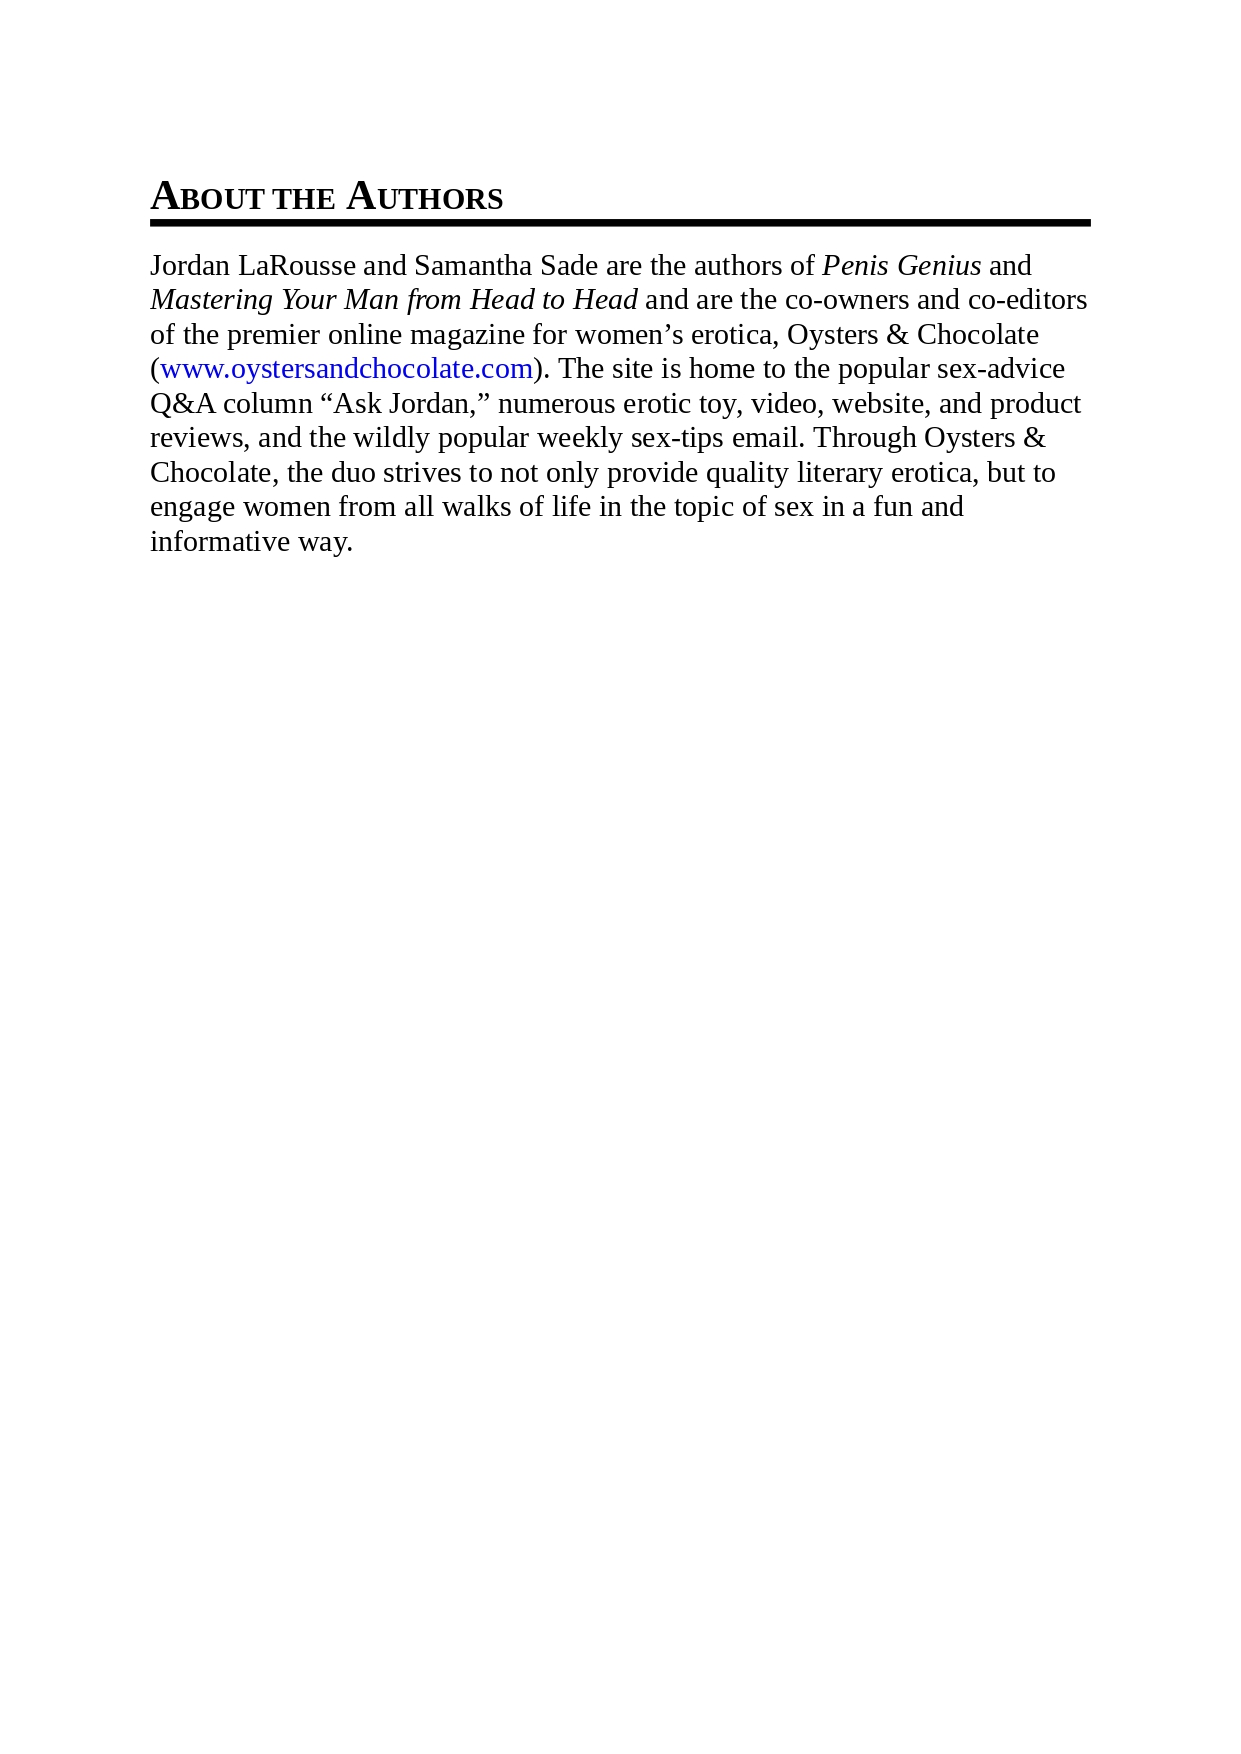 ABOUT THE AUTHORS
Jordan LaRousse and Samantha Sade are the authors of Penis Genius and
Mastering Your Man from Head to Head and are the co-owners and co-editors
of the premier online magazine for women’s erotica, Oysters & Chocolate
(www.oystersandchocolate.com). The site is home to the popular sex-advice
Q&A column “Ask Jordan,” numerous erotic toy, video, website, and product
reviews, and the wildly popular weekly sex-tips email. Through Oysters &
Chocolate, the duo strives to not only provide quality literary erotica, but to
engage women from all walks of life in the topic of sex in a fun and
informative way.